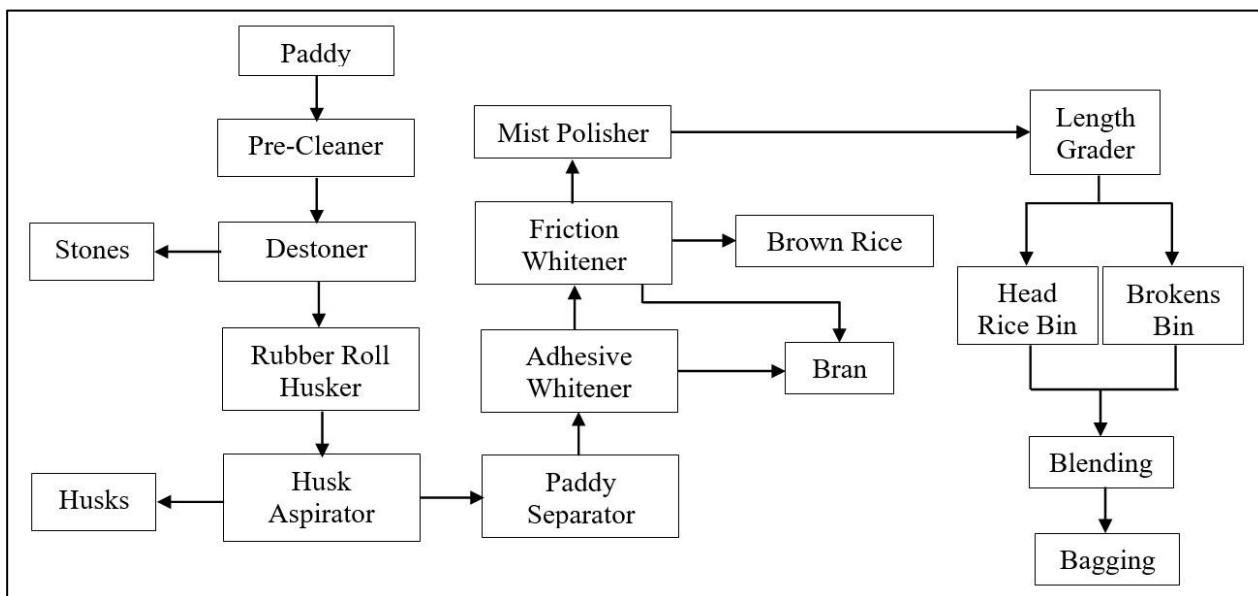 Paddy
Pre-Cleaner
Stones
Destoner
Rubber Roll
Husker
Husks
Husk
Aspirator
Paddy
Separator
Adhesive
Whitener
Bran
Friction
Whitener
Brown Rice
Mist Polisher
Length
Grader
Head
Rice Bin
Brokens
Bin
Blending
Bagging